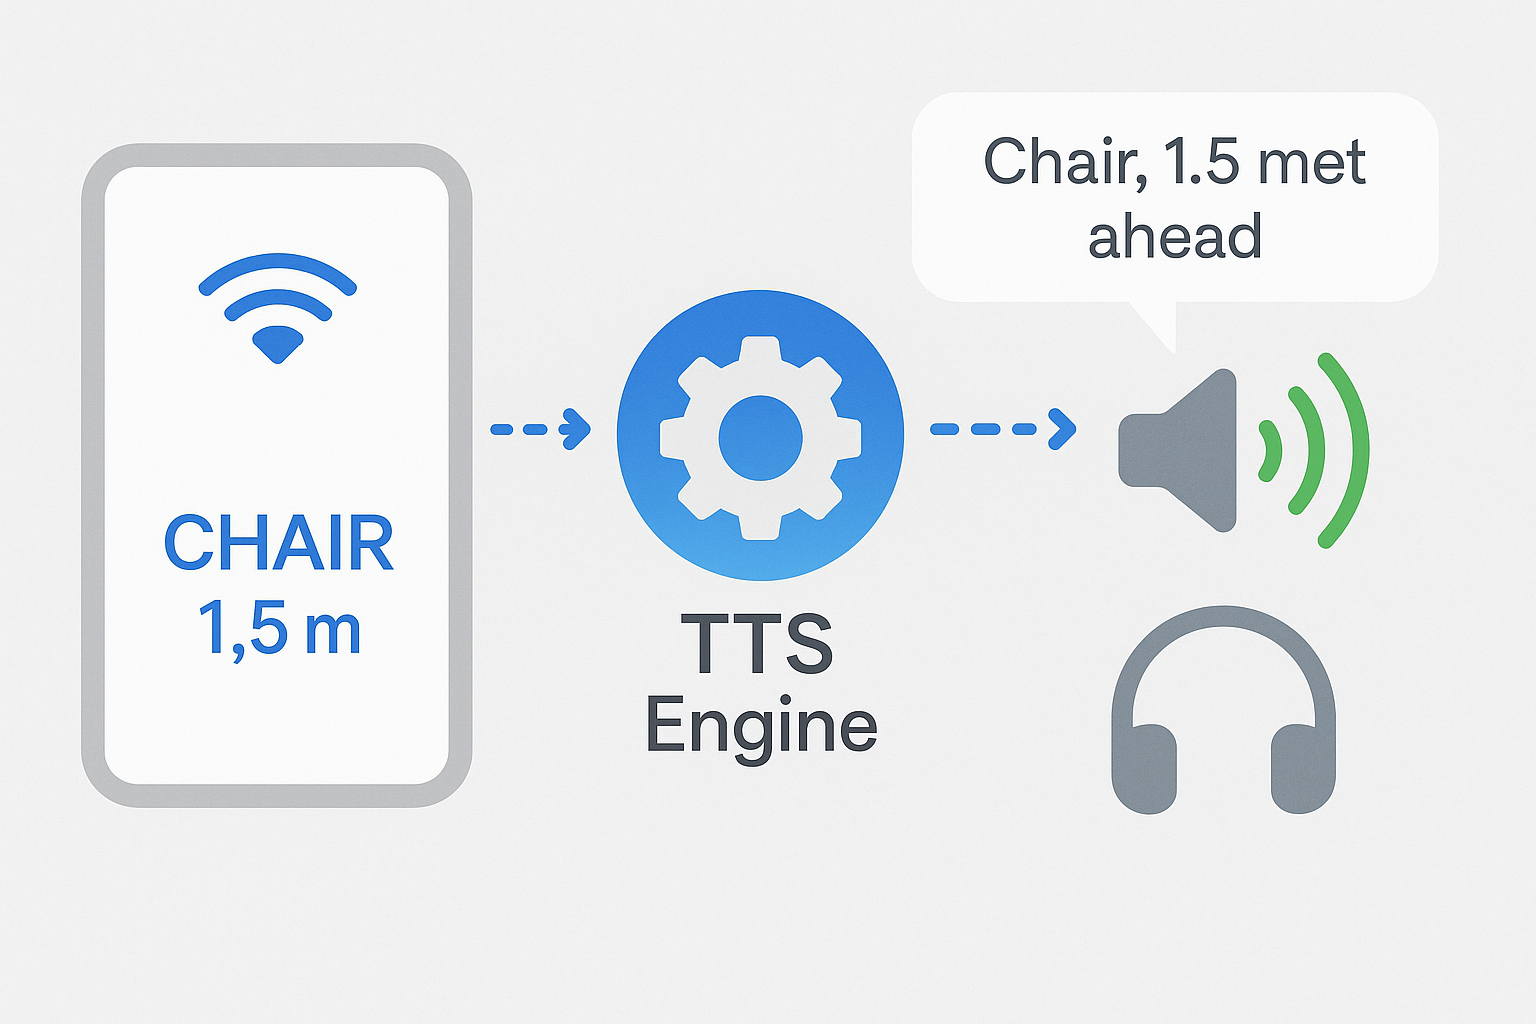 CHAIR
1,5 m
TTS
Engine
Chair, 1.5 met
ahead